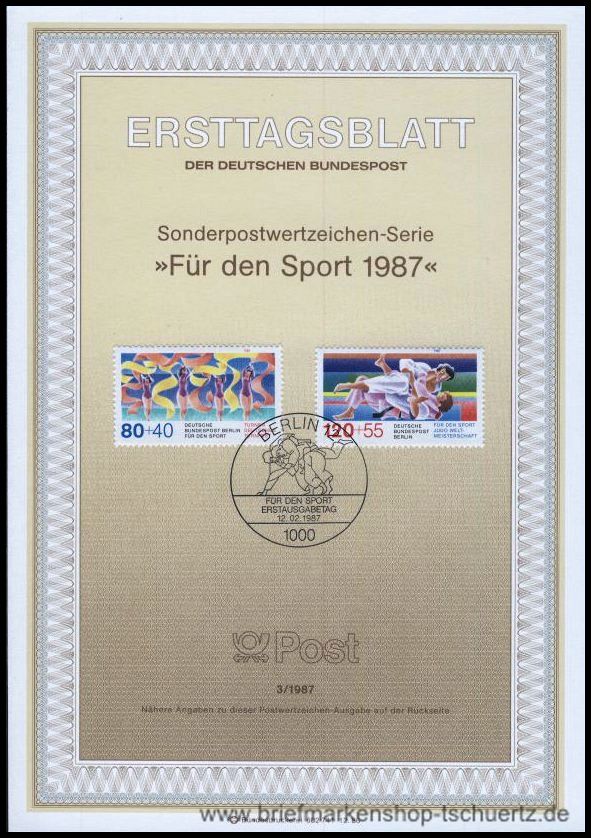 ERSTTAGSBLATT
DER DEUTSCHEN BUNDESPOST
Sonderpostwertzeichen-Serie
»Für den Sport 1987«
80+40
DEUTSCHE
BUNDESPOST BERLIN
FÜR DEN SPORT
120+55
DEUTSCHE
BUNDESPOST
BERLIN
FÜR DEN SPORT
JUDO WELT-
MEISTERSCHAFT
BERLIN
FÜR DEN SPORT
ERSTAUSGABETAG
12.02.1987
1000
Post
3/1987
Nähere Angaben zu dieser Postwertzeichen-Ausgabe auf der Rückseite
© Bundesdruckerei
www.briefmarkenshop-tschuertz.de